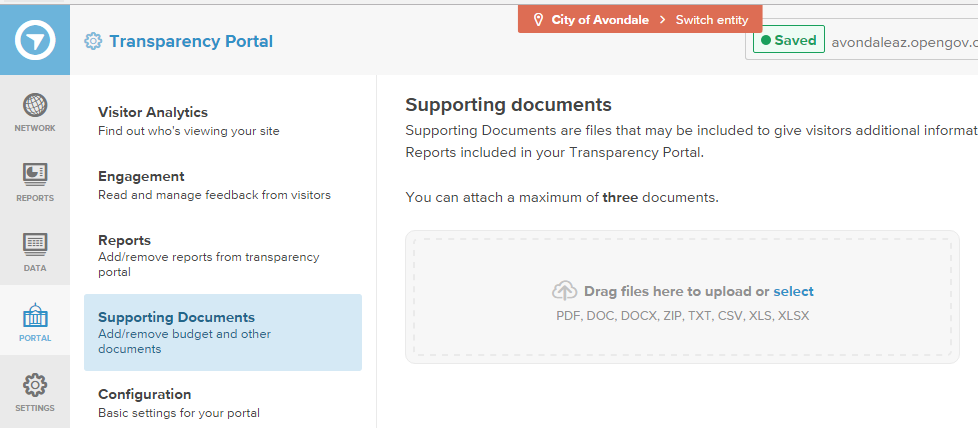 City of Avondale > Switch entity
Transparency Portal
Saved
avondaleaz.opengov.c
NETWORK
REPORTS
DATA
PORTAL
SETTINGS
Visitor Analytics
Find out who's viewing your site
Engagement
Read and manage feedback from visitors
Reports
Add/remove reports from transparency
portal
Supporting Documents
Add/remove budget and other
documents
Configuration
Basic settings for your portal
Supporting documents
Supporting Documents are files that may be included to give visitors additional informat
Reports included in your Transparency Portal.
You can attach a maximum of three documents.
Drag files here to upload or select
PDF, DOC, DOCX, ZIP, TXT, CSV, XLS, XLSX